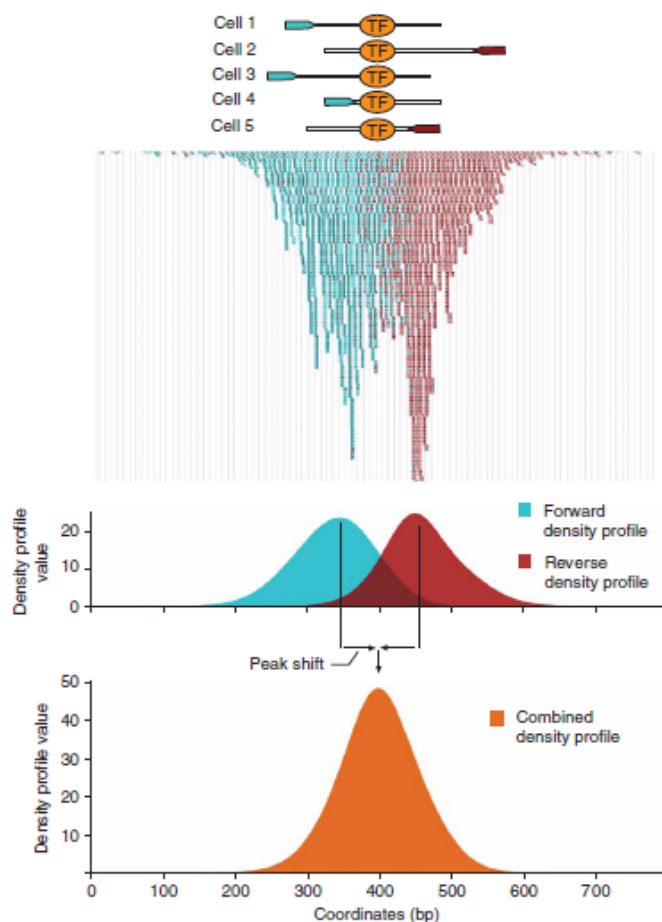 Cell 1
TF
Cell 2
TF
Cell 3
TF
Cell 4
TF
Cell 5
TF
Density profile
value
20
10
0
Forward
density profile
Reverse
density profile
Peak shift
Density profile value
50
40
30
20
10
Combined
density profile
0
100
200
300
400
500
600
700
Coordinates (bp)